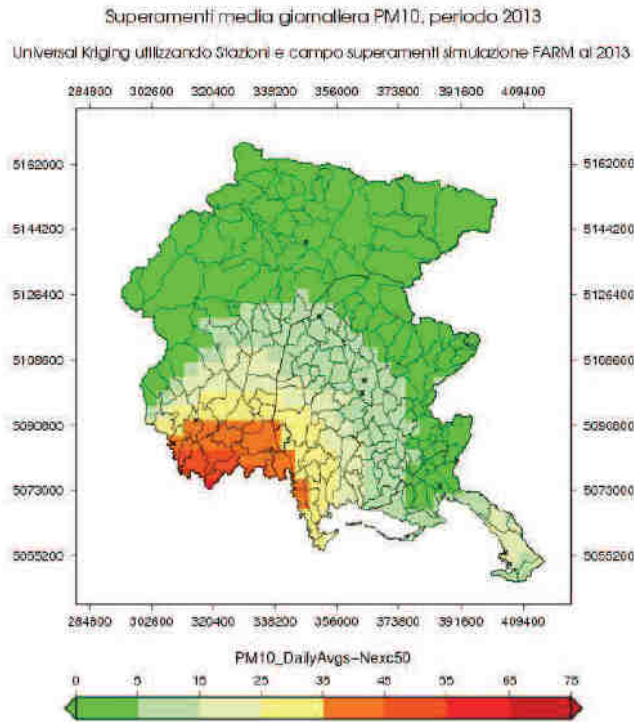 Superamenti media giornaliera PM10, periodo 2013
Universal Kriging utilizzando Stazioni e campo superamenti simulazione FARM al 2013
284800 302600 320400 338200 356000 373800 391600 409400
5162000 5162000
5144200 5144200
5126400 5126400
5108600 5108600
5090800 5090800
5073000 5073000
5055200 5055200
284800 302600 320400 338200 356000 373800 391600 409400
PM10_DailyAvgs-Nexc50
0 5 15 25 35 45 55 65 75